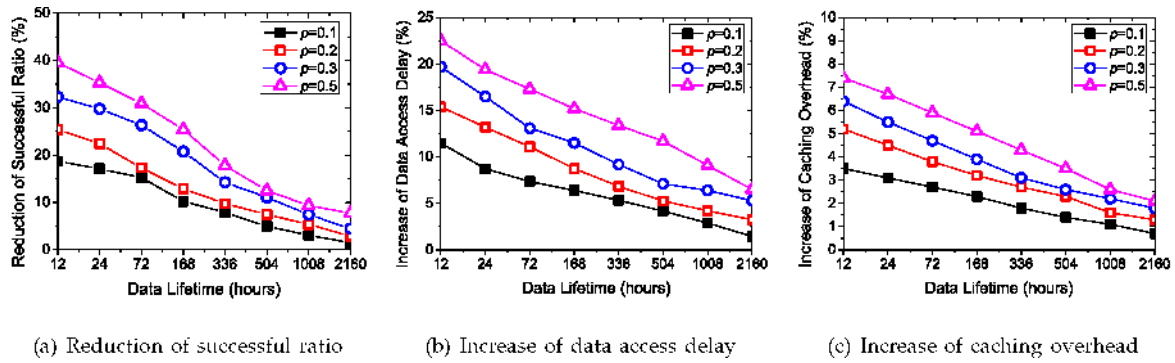 Reduction of Successful Ratio (%)
50
40
30
20
10
0
p=0.1
p=0.2
p=0.3
p=0.5
12 24 72 168 336 504 1008 2160
Data Lifetime (hours)
(a) Reduction of successful ratio
Increase of Data Access Delay (%)
25
20
15
10
5
0
p=0.1
p=0.2
p=0.3
p=0.5
12 24 72 168 336 504 1008 2160
Data Lifetime (hours)
(b) Increase of data access delay
Increase of Caching Overhead (%)
10
9
8
7
6
5
4
3
2
1
0
p=0.1
p=0.2
p=0.3
p=0.5
12 24 72 168 336 504 1008 2160
Data Lifetime (hours)
(c) Increase of caching overhead